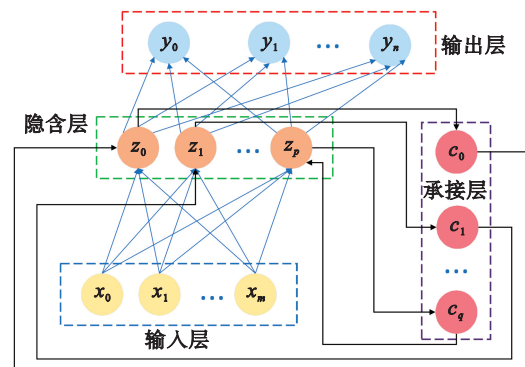 y₀ y₁ ... yₙ 输出层
隐含层
z₀ z₁ ... zₚ
c₀
承接层
c₁
...
c_q
x₀ x₁ ... xₘ
输入层